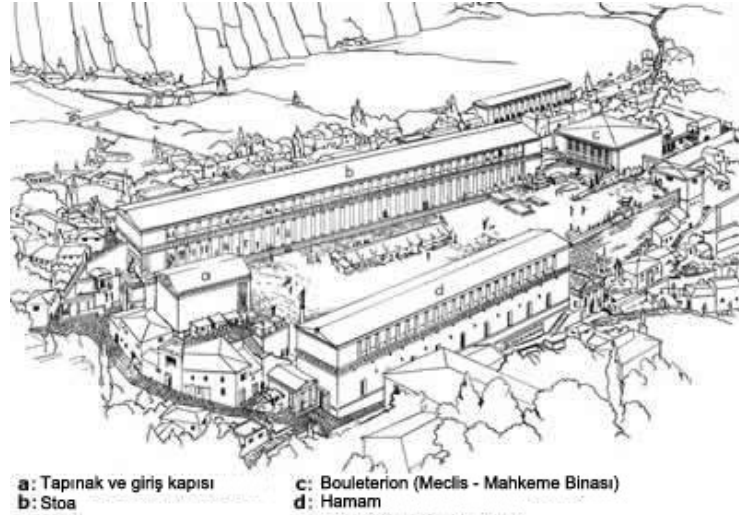 b
c
a
d
a: Tapınak ve giriş kapısı
b: Stoa
c: Bouleterion (Meclis - Mahkeme Binası)
d: Hamam